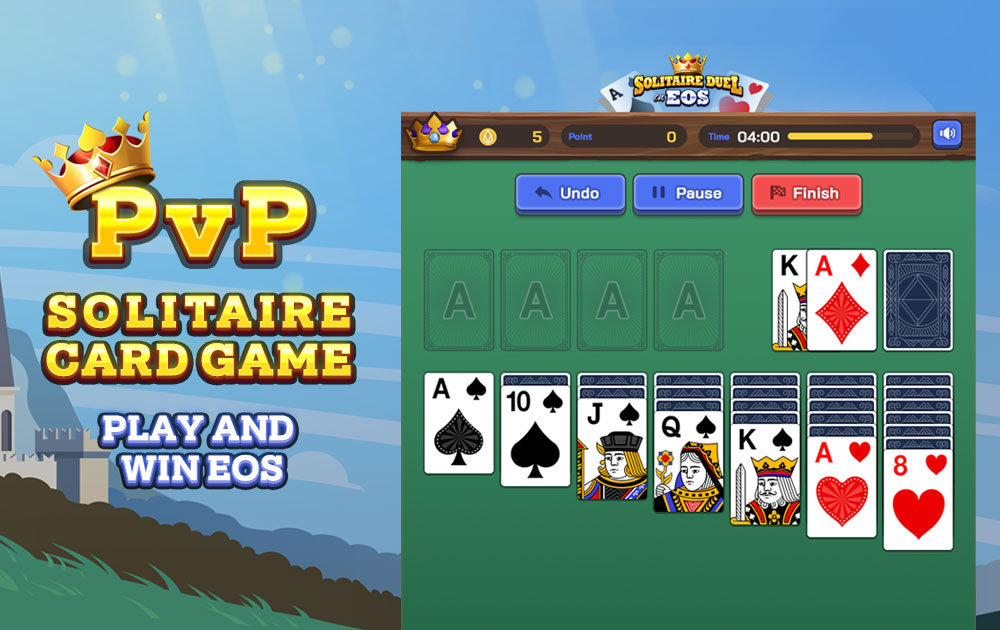 PvP
SOLITAIRE
CARD GAME
PLAY AND
WIN EOS
A
SOLITAIRE DUEL
on EOS
5
Point
0
Time
04:00
Undo
Pause
Finish
A
A
A
A
K
A
A
10
J
Q
K
A
8